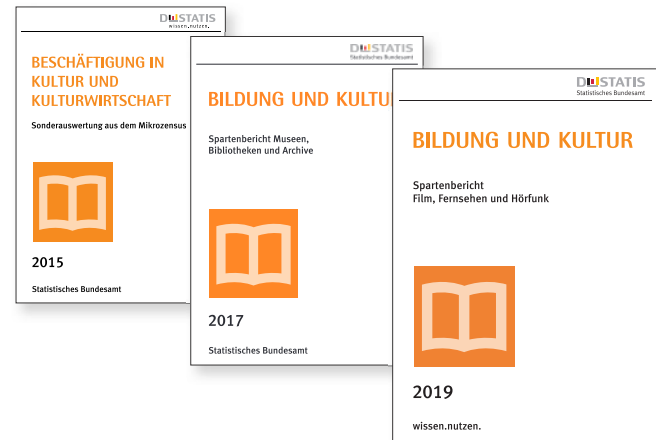 DESTATIS
wissen.nutzen.
BESCHÄFTIGUNG IN
KULTUR UND
KULTURWIRTSCHAFT
Sonderauswertung aus dem Mikrozensus
2015
Statistisches Bundesamt
DESTATIS
Statistisches Bundesamt
BILDUNG UND KULTU
Spartenbericht Museen,
Bibliotheken und Archive
2017
Statistisches Bundesamt
DESTATIS
Statistisches Bundesamt
BILDUNG UND KULTUR
Spartenbericht
Film, Fernsehen und Hörfunk
2019
wissen.nutzen.